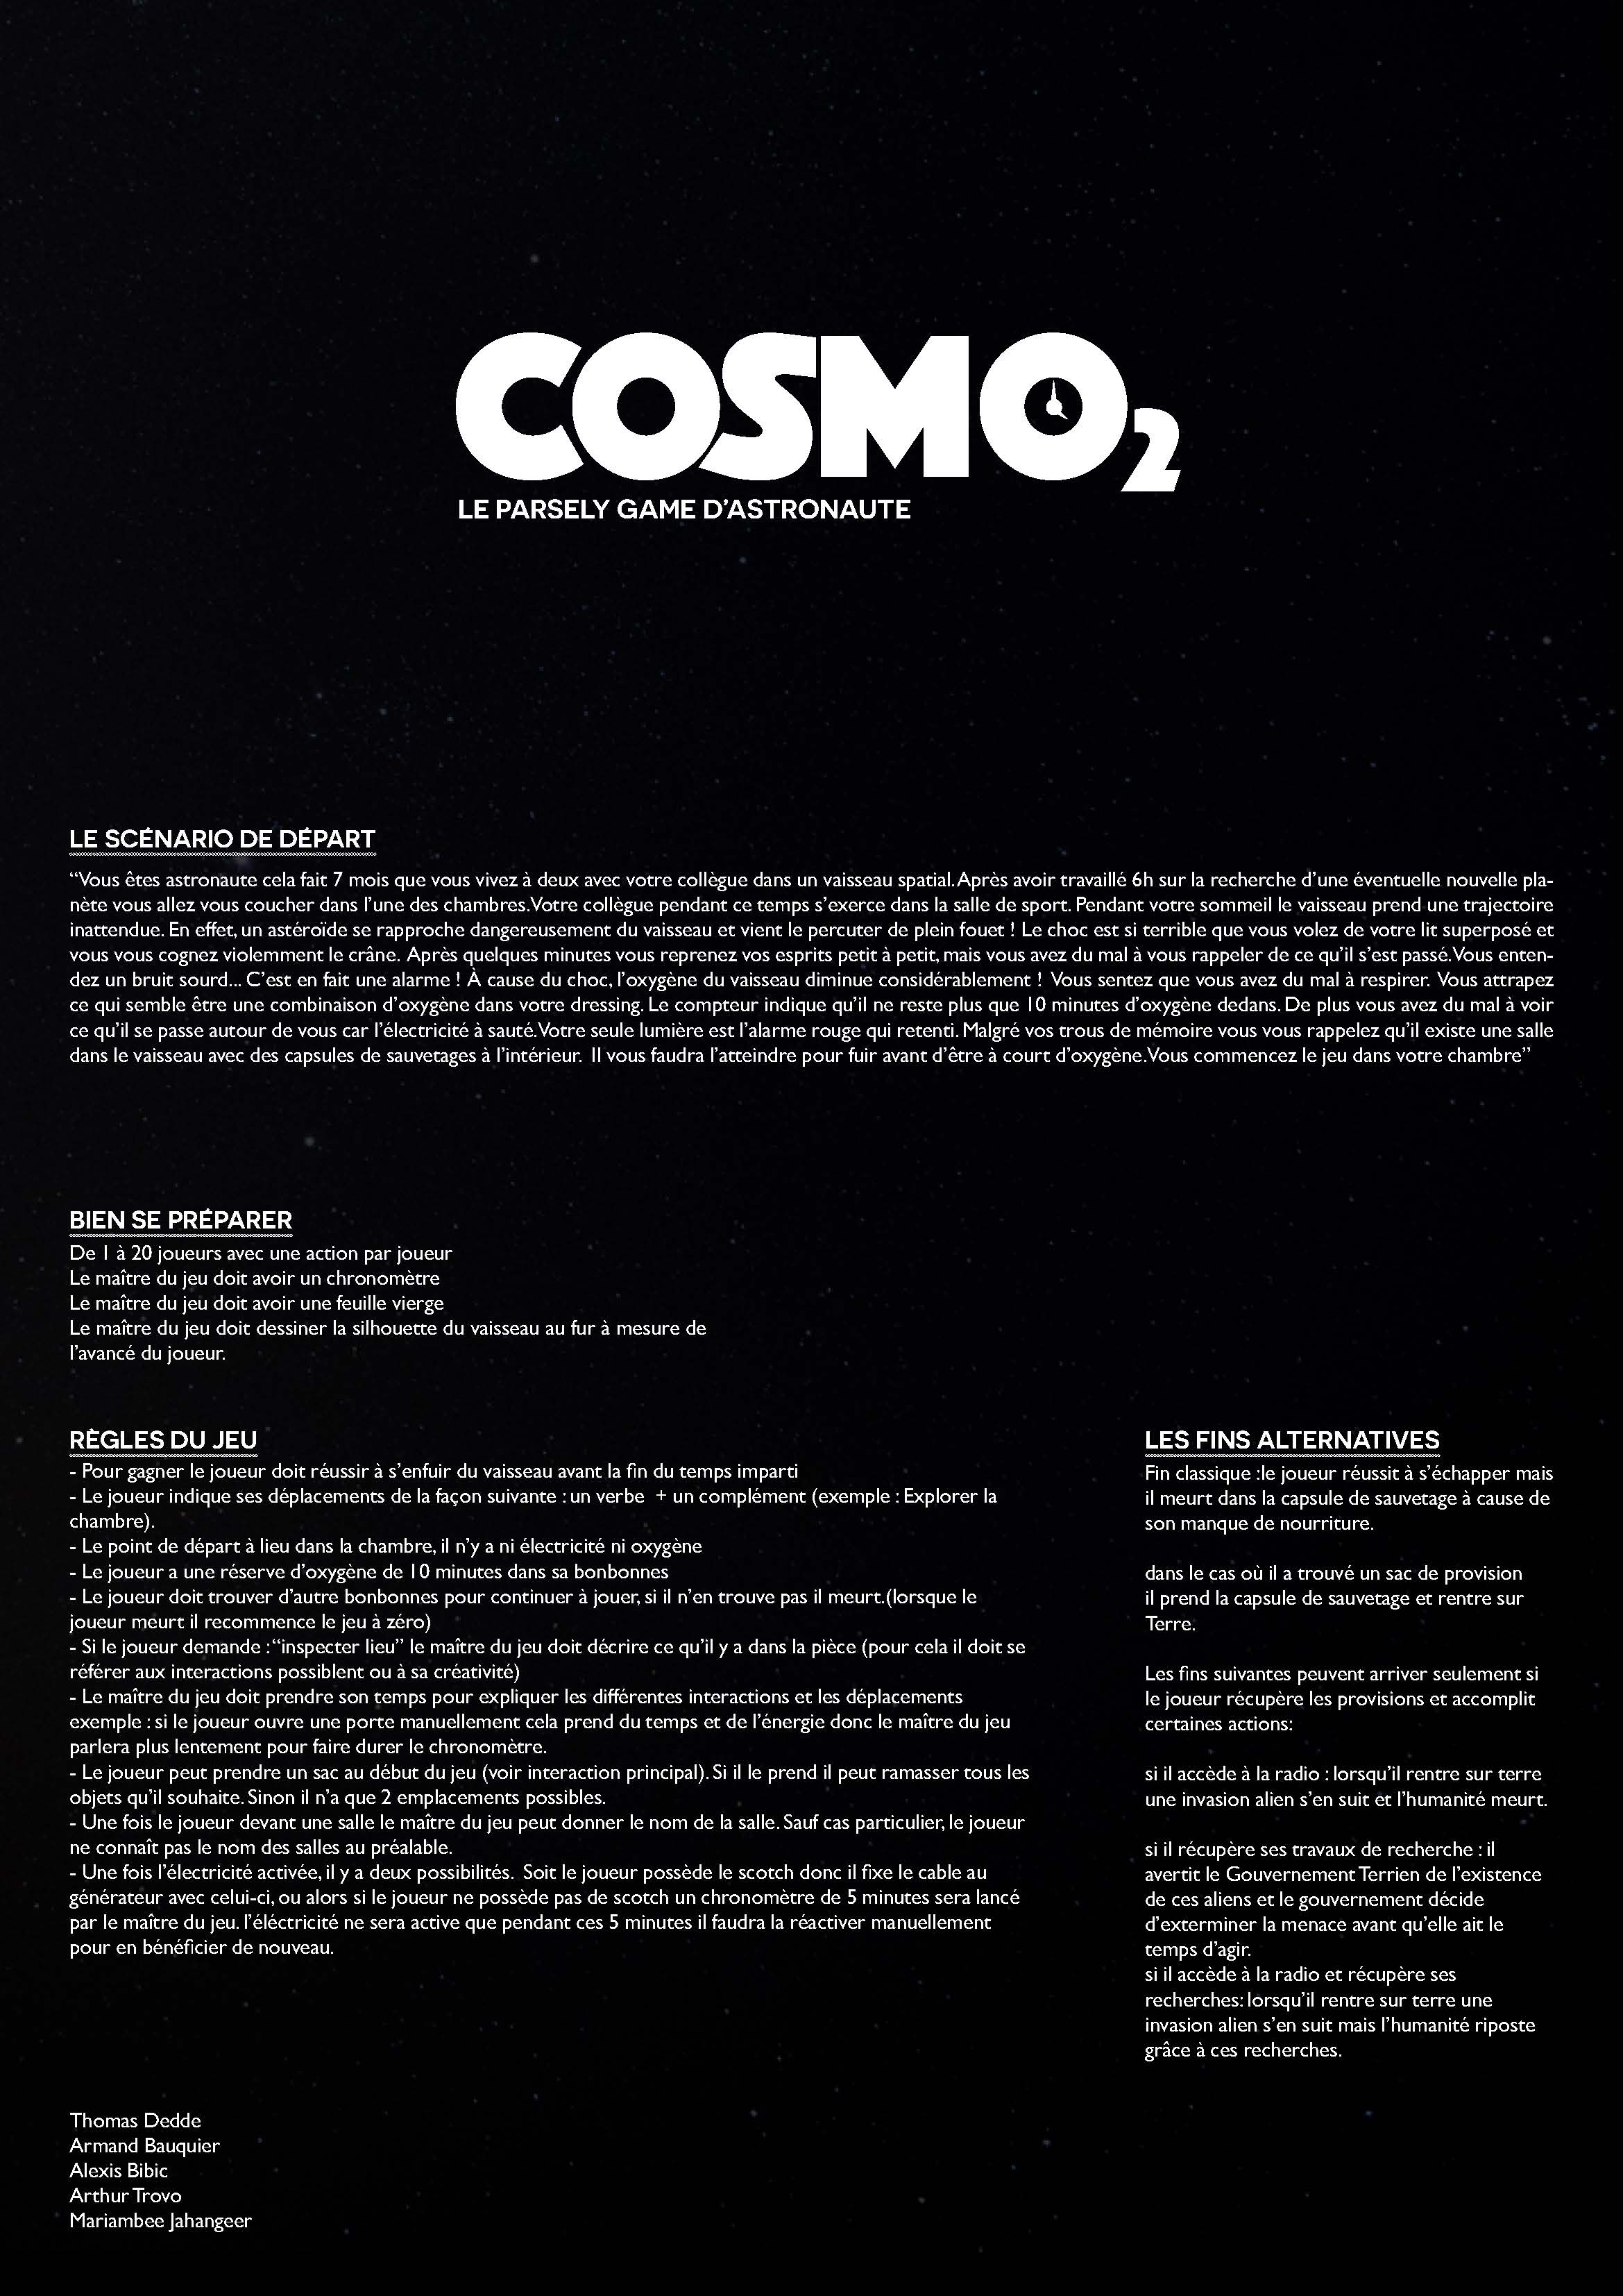 COSMO2
LE PARSELY GAME D'ASTRONAUTE
LE SCÉNARIO DE DÉPART
“Vous êtes astronaute cela fait 7 mois que vous vivez à deux avec votre collègue dans un vaisseau spatial. Après avoir travaillé 6h sur la recherche d’une éventuelle nouvelle pla-
nète vous allez vous coucher dans l’une des chambres. Votre collègue pendant ce temps s’exerce dans la salle de sport. Pendant votre sommeil le vaisseau prend une trajectoire
inattendue. En effet, un astéroïde se rapproche dangereusement du vaisseau et vient le percuter de plein fouet ! Le choc est si terrible que vous volez de votre lit superposé et
vous vous cognez violemment le crâne. Après quelques minutes vous reprenez vos esprits petit à petit, mais vous avez du mal à vous rappeler de ce qu’il s’est passé. Vous enten-
dez un bruit sourd... C’est en fait une alarme ! À cause du choc, l’oxygène du vaisseau diminue considérablement ! Vous sentez que vous avez du mal à respirer. Vous attrapez
ce qui semble être une combinaison d’oxygène dans votre dressing. Le compteur indique qu’il ne reste plus que 10 minutes d’oxygène dedans. De plus vous avez du mal à voir
ce qu’il se passe autour de vous car l’électricité à sauté. Votre seule lumière est l’alarme rouge qui retenti. Malgré vos trous de mémoire vous vous rappelez qu’il existe une salle
dans le vaisseau avec des capsules de sauvetages à l’intérieur. Il vous faudra l’atteindre pour fuir avant d’être à court d’oxygène. Vous commencez le jeu dans votre chambre”
BIEN SE PRÉPARER
De 1 à 20 joueurs avec une action par joueur
Le maître du jeu doit avoir un chronomètre
Le maître du jeu doit avoir une feuille vierge
Le maître du jeu doit dessiner la silhouette du vaisseau au fur à mesure de
l’avancé du joueur.
RÈGLES DU JEU
- Pour gagner le joueur doit réussir à s’enfuir du vaisseau avant la fin du temps imparti
- Le joueur indique ses déplacements de la façon suivante : un verbe + un complément (exemple : Explorer la
chambre).
- Le point de départ à lieu dans la chambre, il n’y a ni électricité ni oxygène
- Le joueur a une réserve d’oxygène de 10 minutes dans sa bonbonnes
- Le joueur doit trouver d’autre bonbonnes pour continuer à jouer, si il n’en trouve pas il meurt.(lorsque le
joueur meurt il recommence le jeu à zéro)
- Si le joueur demande : “inspecter lieu” le maître du jeu doit décrire ce qu’il y a dans la pièce (pour cela il doit se
référer aux interactions possiblent ou à sa créativité)
- Le maître du jeu doit prendre son temps pour expliquer les différentes interactions et les déplacements
exemple : si le joueur ouvre une porte manuellement cela prend du temps et de l’énergie donc le maître du jeu
parlera plus lentement pour faire durer le chronomètre.
- Le joueur peut prendre un sac au début du jeu (voir interaction principal). Si il le prend il peut ramasser tous les
objets qu’il souhaite. Sinon il n’a que 2 emplacements possibles.
- Une fois le joueur devant une salle le maître du jeu peut donner le nom de la salle. Sauf cas particulier, le joueur
ne connaît pas le nom des salles au préalable.
- Une fois l’électricité activée, il y a deux possibilités. Soit le joueur possède le scotch donc il fixe le cable au
générateur avec celui-ci, ou alors si le joueur ne possède pas de scotch un chronomètre de 5 minutes sera lancé
par le maître du jeu. l’éléctricité ne sera active que pendant ces 5 minutes il faudra la réactiver manuellement
pour en bénéficier de nouveau.
LES FINS ALTERNATIVES
Fin classique :le joueur réussit à s’échapper mais
il meurt dans la capsule de sauvetage à cause de
son manque de nourriture.
dans le cas où il a trouvé un sac de provision
il prend la capsule de sauvetage et rentre sur
Terre.
Les fins suivantes peuvent arriver seulement si
le joueur récupère les provisions et accomplit
certaines actions:
si il accède à la radio : lorsqu’il rentre sur terre
une invasion alien s’en suit et l’humanité meurt.
si il récupère ses travaux de recherche : il
avertit le Gouvernement Terrien de l’existence
de ces aliens et le gouvernement décide
d’exterminer la menace avant qu’elle ait le
temps d’agir.
si il accède à la radio et récupère ses
recherches: lorsqu’il rentre sur terre une
invasion alien s’en suit mais l’humanité riposte
grâce à ces recherches.
Thomas Dedde
Armand Bauquier
Alexis Bibic
Arthur Trovo
Mariambee Jahangeer